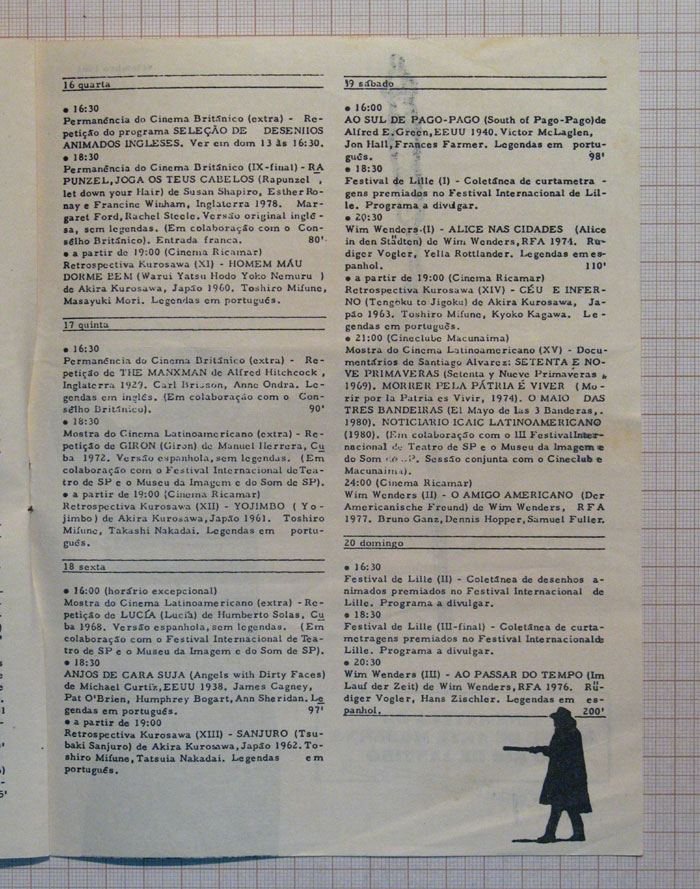 16 quarta
• 16:30
Permanência do Cinema Britânico (extra) - Re-
petição do programa SELEÇÃO DE DESENHOS
ANIMADOS INGLESES. Ver em dom 13 às 16:30.
• 18:30
Permanência do Cinema Britânico (IX-final) - RA
PUNZEL, JOGA OS TEUS CABELOS (Rapunzel,
let down your Hair) de Susan Shapiro, Esther Ro-
nay e Francine Winham, Inglaterra 1978. Mar-
garet Ford, Rachel Steele. Versão original inglê-
sa, sem legendas. (Em colaboração com o Con-
sêlho Britânico). Entrada franca. 80'
• a partir de 19:00 (Cinema Ricamar)
Retrospectiva Kurosawa (XI) - HOMEM MAU
DORME BEM (Warui Yatsu Hodo Yoko Nemuru )
de Akira Kurosawa, Japão 1960. Toshiro Mifune,
Masayuki Mori. Legendas em português.
17 quinta
• 16:30
Permanência do Cinema Britânico (extra) - Re-
petição de THE MANXMAN de Alfred Hitchcock ,
Inglaterra 1929. Carl Brisson, Anne Ondra. Le-
gendas em inglês. (Em colaboração com o Con-
sêlho Britânico). 90'
• 18:30
Mostra do Cinema Latinoamericano (extra) - Re-
petição de GIRON (Giron) de Manuel Herrera, Cu
ba 1972. Versão espanhola, sem legendas. (Em
colaboração com o Festival Internacional de Tea-
tro de SP e o Museu da Imagem e do Som de SP).
• a partir de 19:00 (Cinema Ricamar)
Retrospectiva Kurosawa (XII) - YOJIMBO ( Yo-
jimbo ) de Akira Kurosawa, Japão 1961. Toshiro
Mifune, Takashi Nakadai. Legendas em portu-
guês.
18 sexta
• 16:00 (horário excepcional)
Mostra do Cinema Latinoamericano (extra) - Re-
petição de LUCÍA (Lucía) de Humberto Solas, Cu
ba 1968. Versão espanhola, sem legendas. (Em
colaboração com o Festival Internacional de Tea-
tro de SP e o Museu da Imagem e do Som de SP).
• 18:30
ANJOS DE CARA SUJA (Angels with Dirty Faces)
de Michael Curtiz, EEUU 1938. James Cagney,
Pat O'Brien, Humphrey Bogart, Ann Sheridan. Le
gendas em português. 97'
• a partir de 19:00
Retrospectiva Kurosawa (XIII) - SANJURO (Tsu-
baki Sanjuro) de Akira Kurosawa, Japão 1962. To-
shiro Mifune, Tatsuia Nakadai. Legendas em
português.
19 sábado
• 16:00
AO SUL DE PAGO-PAGO (South of Pago-Pago) de
Alfred E. Green, EEUU 1940. Victor McLaglen,
Jon Hall, Frances Farmer. Legendas em portu-
guês. 98'
• 18:30
Festival de Lille (I) - Coletânea de curtametra -
gens premiados no Festival Internacional de Lil-
le. Programa a divulgar.
• 20:30
Wim Wenders (I) - ALICE NAS CIDADES (Alice
in den Städten) de Wim Wenders, RFA 1974. Rü-
diger Vogler, Yella Rottlander. Legendas em es-
panhol. 110'
• a partir de 19:00 (Cinema Ricamar)
Retrospectiva Kurosawa (XIV) - CÉU E INFER-
NO (Tengoku to Jigoku) de Akira Kurosawa, Ja-
pão 1963. Toshiro Mifune, Kyoko Kagawa. Le-
gendas em português.
• 21:00 (Cineclube Macunaima)
Mostra do Cinema Latinoamericano (XV) - Docu-
mentários de Santiago Alvarez: SETENTA E NO-
VE PRIMAVERAS (Setenta y Nueve Primaveras ,
1969). MORRER PELA PÁTRIA É VIVER (Mo-
rir por la Patria es Vivir, 1974). O MAIO DAS
TRES BANDEIRAS (El Mayo de las 3 Banderas, .
1980). NOTICIARIO ICAIC LATINOAMERICANO
(1980). (Em colaboração com o III Festival Inter-
nacional de Teatro de SP e o Museu da Imagem e
do Som de SP. Sessão conjunta com o Cineclube
Macunaima).
24:00 (Cinema Ricamar)
Wim Wenders (II) - O AMIGO AMERICANO (Der
Americanische Freund) de Wim Wenders, RFA
1977. Bruno Ganz, Dennis Hopper, Samuel Fuller.
20 domingo
• 16:30
Festival de Lille (II) - Coletânea de desenhos a-
nimados premiados no Festival Internacional de
Lille. Programa a divulgar.
• 18:30
Festival de Lille (III-final) - Coletânea de curta-
metragens premiados no Festival Internacional de
Lille. Programa a divulgar.
• 20:30
Wim Wenders (III) - AO PASSAR DO TEMPO (Im
Lauf der Zeit) de Wim Wenders, RFA 1976. Rü-
diger Vogler, Hans Zischler. Legendas em es-
panhol. 200'